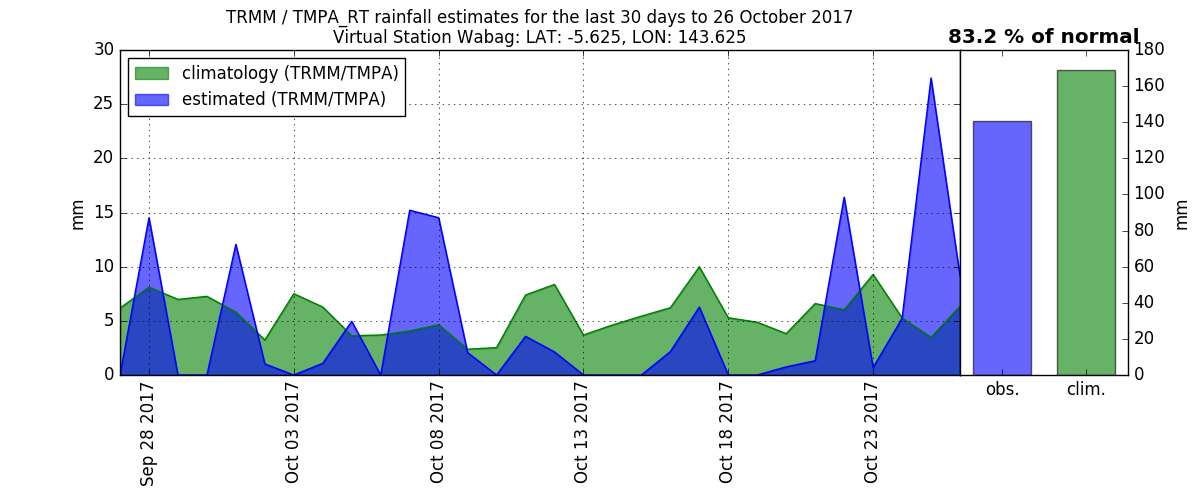 TRMM / TMPA_RT rainfall estimates for the last 30 days to 26 October 2017
Virtual Station Wabag: LAT: -5.625, LON: 143.625
83.2 % of normal
climatology (TRMM/TMPA)
estimated (TRMM/TMPA)
30
25
20
15
10
5
0
mm
Sep 28 2017
Oct 03 2017
Oct 08 2017
Oct 13 2017
Oct 18 2017
Oct 23 2017
obs.
clim.
180
160
140
120
100
80
60
40
20
0
mm